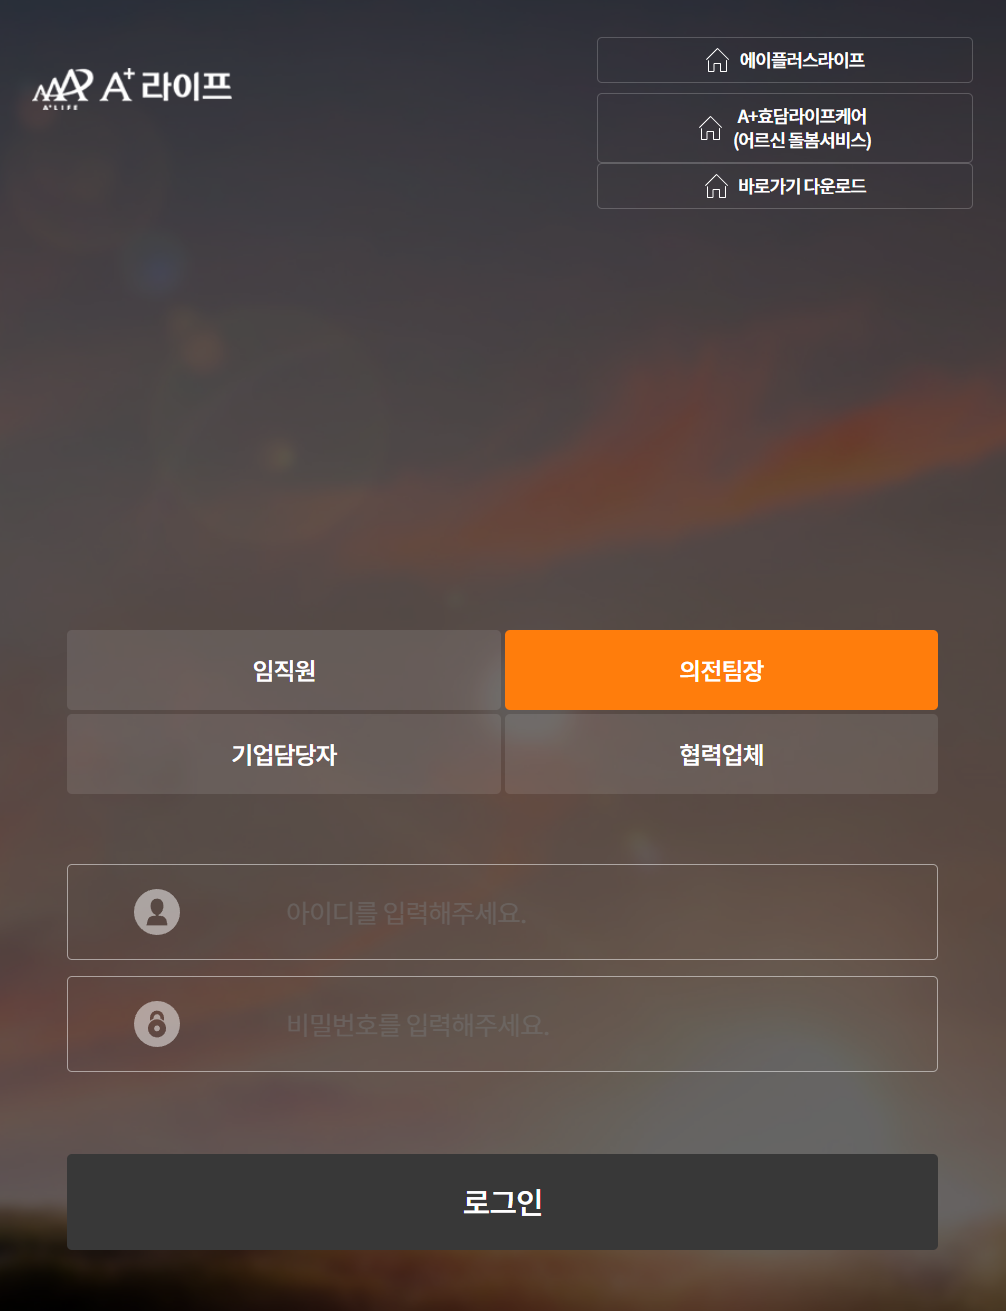 A⁺LIFE
A⁺ 라이프
에이플러스라이프
A+효담라이프케어
(어르신 돌봄서비스)
바로가기 다운로드
임직원
의전팀장
기업담당자
협력업체
아이디를 입력해주세요.
비밀번호를 입력해주세요.
로그인